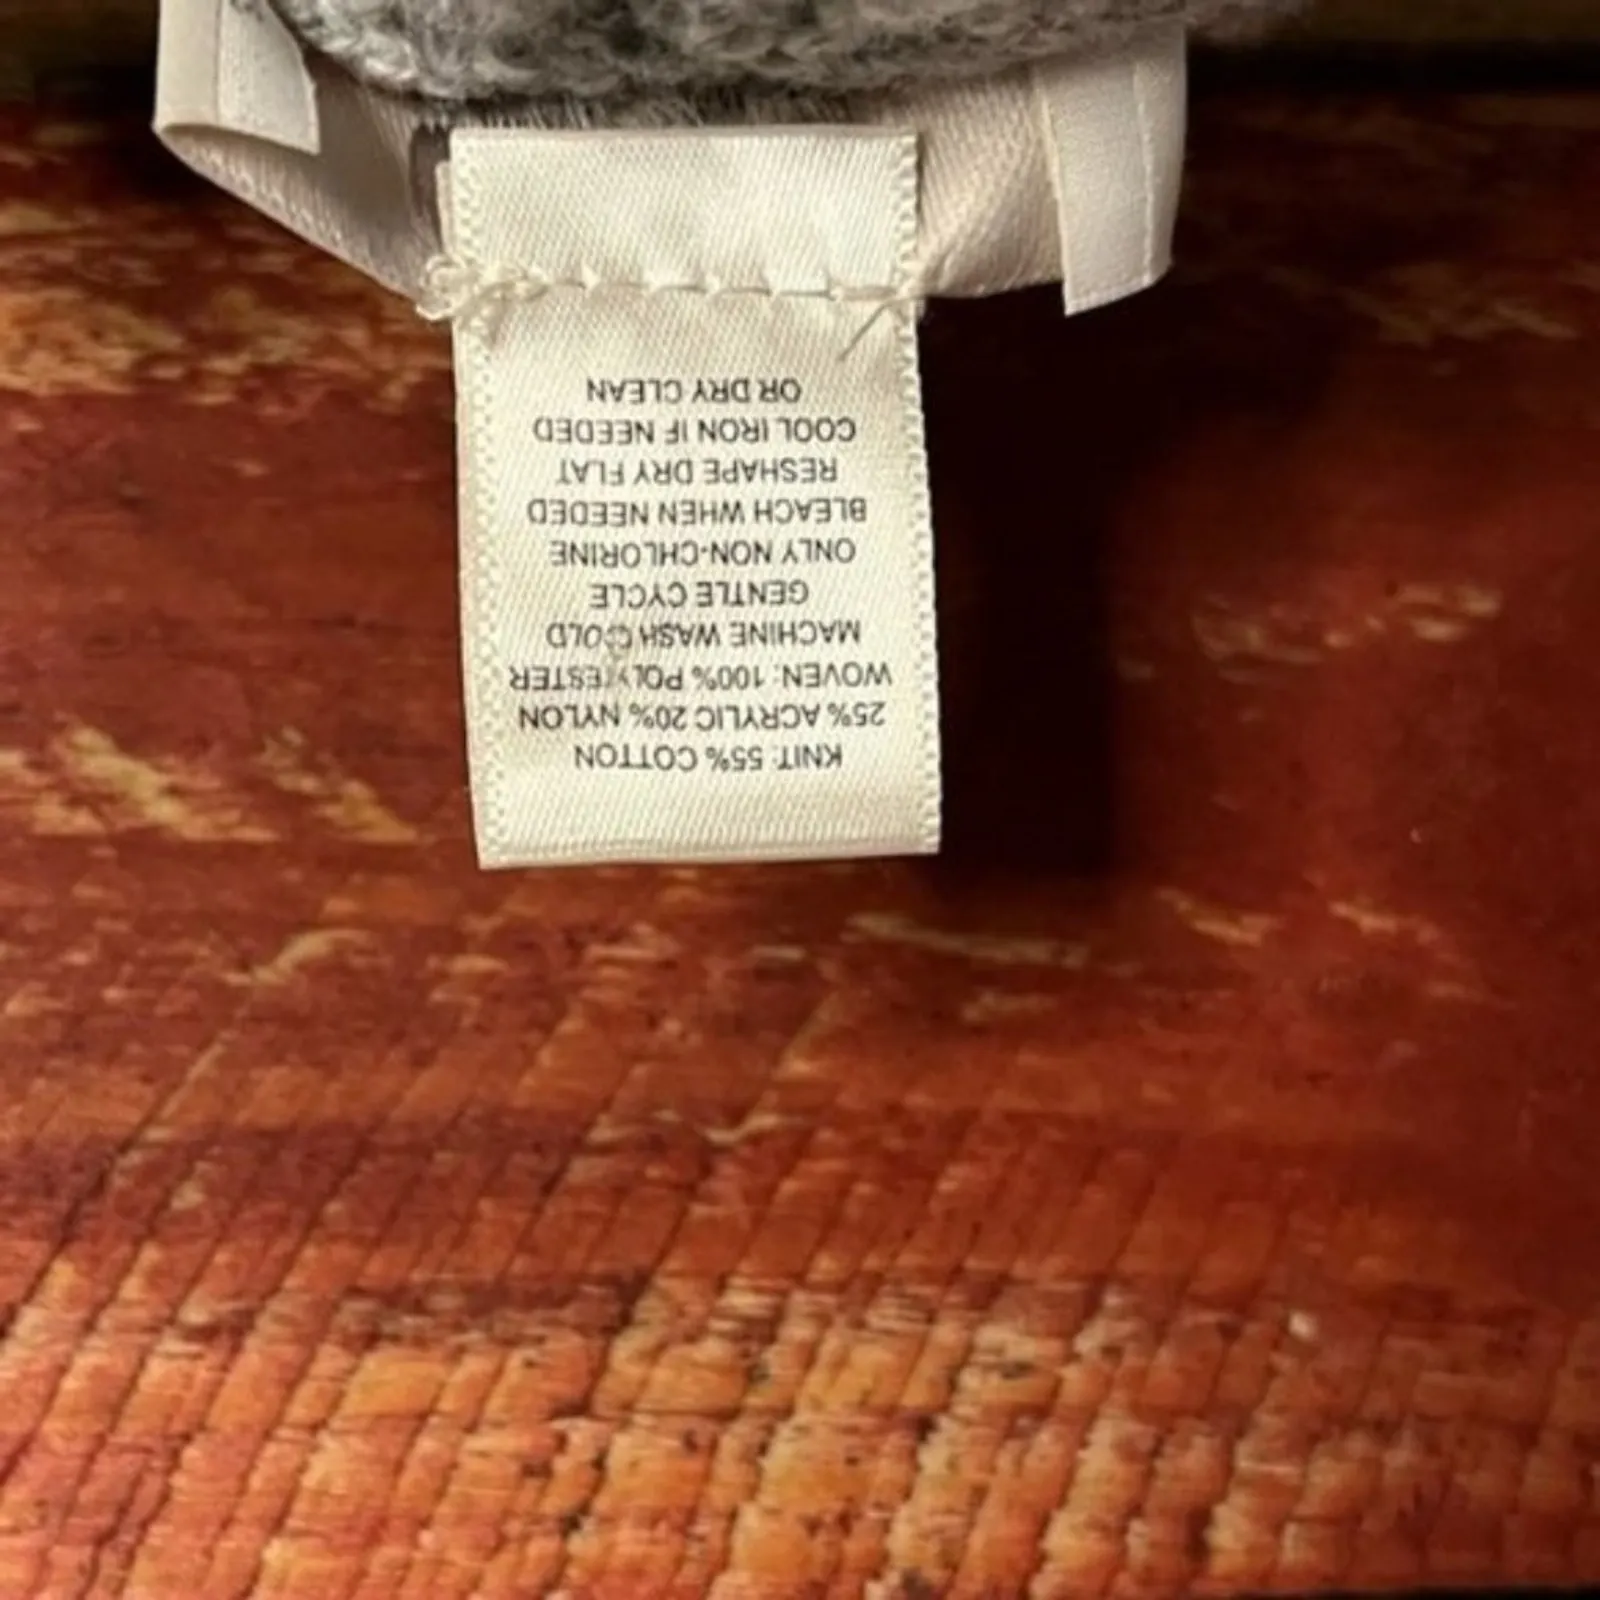 KNIT: 55% COTTON
25% ACRYLIC 20% NYLON
WOVEN: 100% POLYESTER
MACHINE WASH COLD
GENTLE CYCLE
ONLY NON-CHLORINE
BLEACH WHEN NEEDED
RESHAPE DRY FLAT
COOL IRON IF NEEDED
OR DRY CLEAN